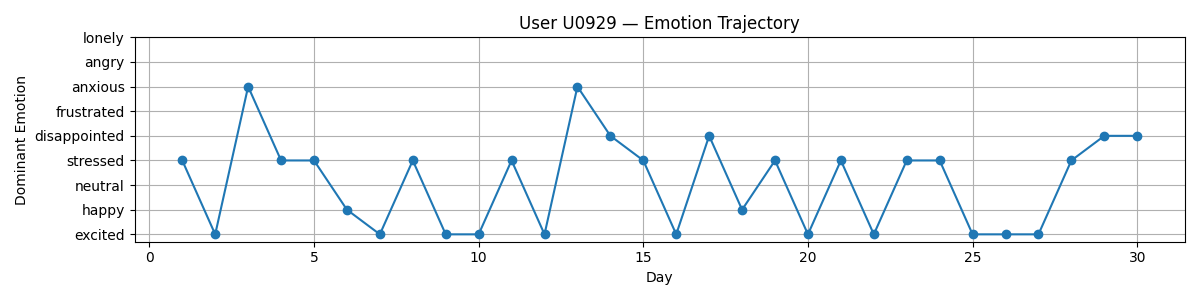 User U0929 — Emotion Trajectory
Dominant Emotion
lonely
angry
anxious
frustrated
disappointed
stressed
neutral
happy
excited
0 5 10 15 20 25 30
Day